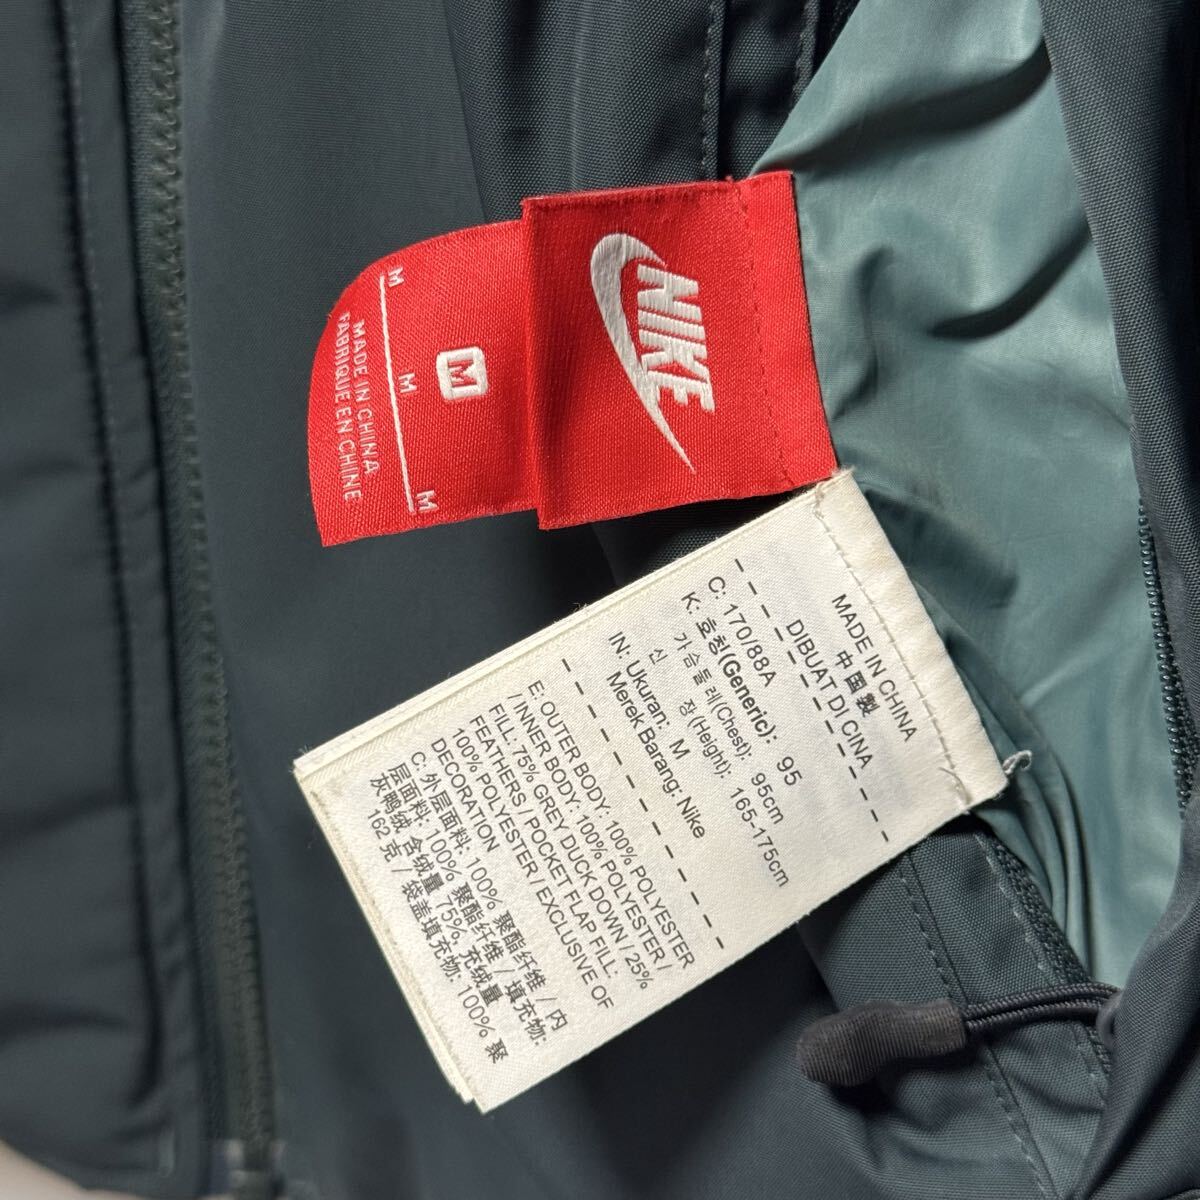 NIKE
M
M M M
MADE IN CHINA
FABRIQUE EN CHINE
MADE IN CHINA
中国製
DIBUAT DI CINA
C: 170/88A
K: 호칭(Generic): 95
가슴둘레(Chest): 95cm
신 장(Height): 165-175cm
IN: Ukuran: M
Merek Barang: Nike
E: OUTER BODY: 100% POLYESTER
/ INNER BODY: 100% POLYESTER /
FILL: 75% GREY DUCK DOWN / 25%
FEATHERS / POCKET FLAP FILL:
100% POLYESTER / EXCLUSIVE OF
DECORATION
C: 外层面料: 100% 聚酯纤维 / 内
层面料: 100% 聚酯纤维 / 填充物:
灰鸭绒 含绒量 75%, 充绒量
162 克 / 袋盖填充物: 100% 聚